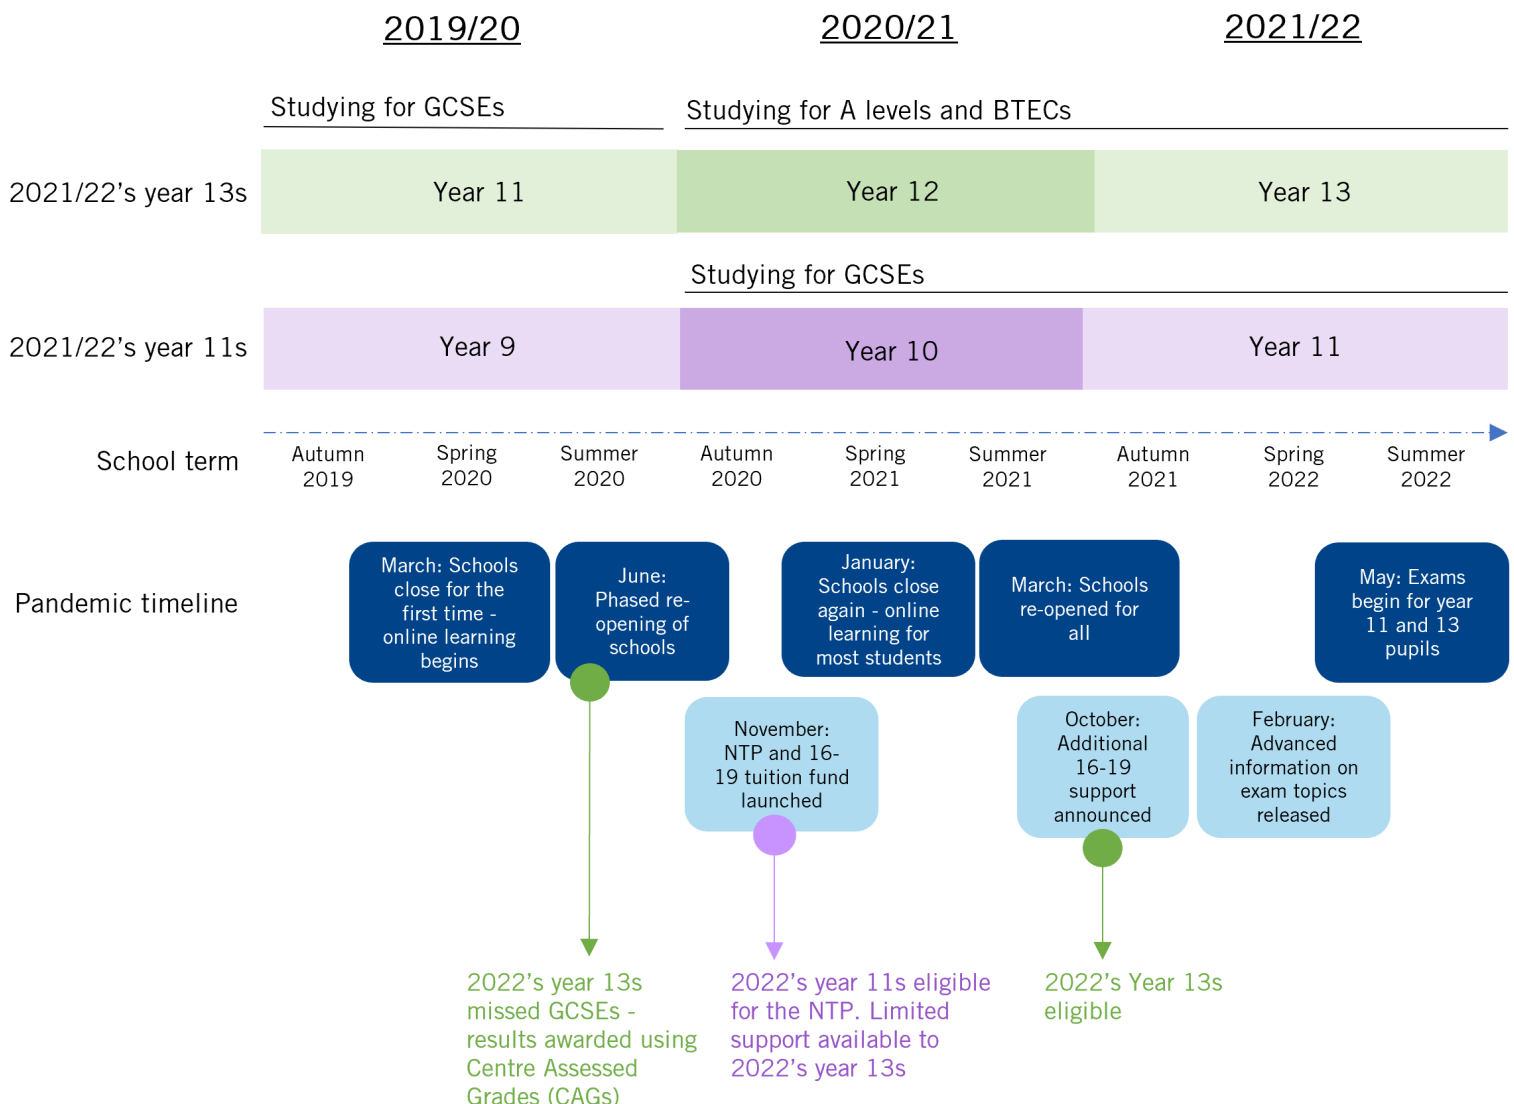 2019/20
2020/21
2021/22
Studying for GCSEs
Studying for A levels and BTECs
2021/22’s year 13s
Year 11
Year 12
Year 13
Studying for GCSEs
2021/22’s year 11s
Year 9
Year 10
Year 11
School term
Autumn
2019
Spring
2020
Summer
2020
Autumn
2020
Spring
2021
Summer
2021
Autumn
2021
Spring
2022
Summer
2022
Pandemic timeline
March: Schools
close for the
first time -
online learning
begins
June:
Phased re-
opening of
schools
January:
Schools close
again - online
learning for
most students
March: Schools
re-opened for
all
May: Exams
begin for year
11 and 13
pupils
November:
NTP and 16-
19 tuition fund
launched
October:
Additional
16-19
support
announced
February:
Advanced
information on
exam topics
released
2022’s year 13s
missed GCSEs -
results awarded using
Centre Assessed
Grades (CAGs)
2022’s year 11s eligible
for the NTP. Limited
support available to
2022’s year 13s
2022’s Year 13s
eligible